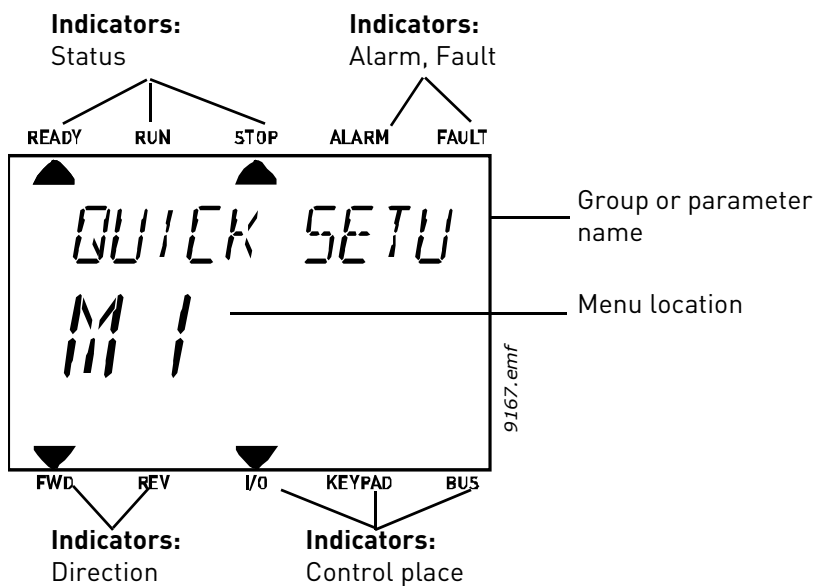 Indicators: Indicators:
Status Alarm, Fault
READY RUN STOP ALARM FAULT
QUICK SETU
Group or parameter
name
M 1
Menu location
9167.emf
FWD REV I/O KEYPAD BUS
Indicators: Indicators:
Direction Control place